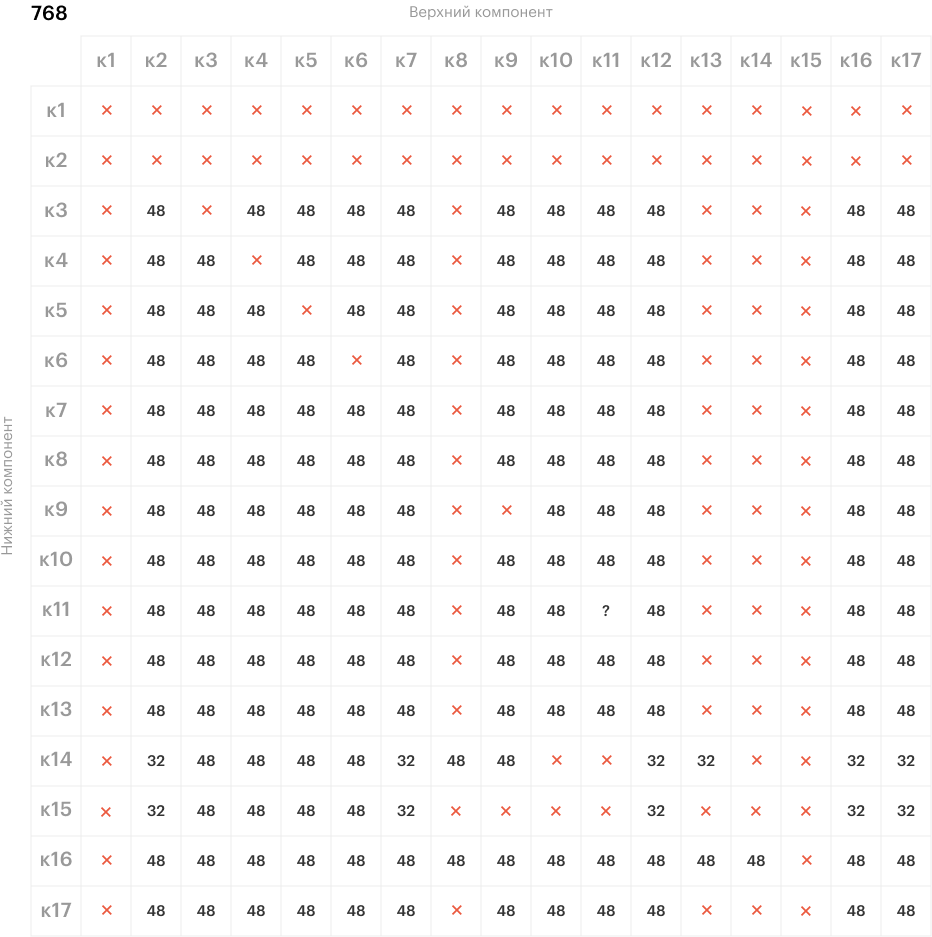 768 Верхний компонент
к1 к2 к3 к4 к5 к6 к7 к8 к9 к10 к11 к12 к13 к14 к15 к16 к17
к1 × × × × × × × × × × × × × × × × ×
к2 × × × × × × × × × × × × × × × × ×
к3 × 48 × 48 48 48 48 × 48 48 48 48 × × × 48 48
к4 × 48 48 × 48 48 48 × 48 48 48 48 × × × 48 48
к5 × 48 48 48 × 48 48 × 48 48 48 48 × × × 48 48
к6 × 48 48 48 48 × 48 × 48 48 48 48 × × × 48 48
к7 × 48 48 48 48 48 48 × 48 48 48 48 × × × 48 48
к8 × 48 48 48 48 48 48 × 48 48 48 48 × × × 48 48
к9 × 48 48 48 48 48 48 × × 48 48 48 × × × 48 48
к10 × 48 48 48 48 48 48 × 48 48 48 48 × × × 48 48
к11 × 48 48 48 48 48 48 × 48 48 ? 48 × × × 48 48
к12 × 48 48 48 48 48 48 × 48 48 48 48 × × × 48 48
к13 × 48 48 48 48 48 48 × 48 48 48 48 × × × 48 48
к14 × 32 48 48 48 48 32 48 48 × × 32 32 × × 32 32
к15 × 32 48 48 48 48 32 × × × × 32 × × × 32 32
к16 × 48 48 48 48 48 48 48 48 48 48 48 48 48 × 48 48
к17 × 48 48 48 48 48 48 × 48 48 48 48 × × × 48 48
Нижний компонент